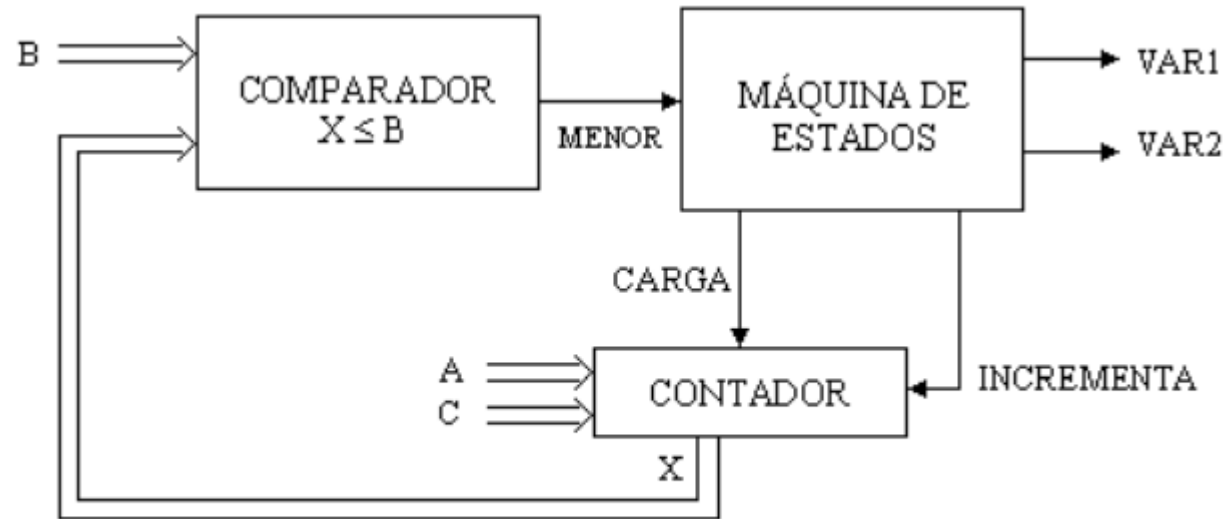 B
COMPARADOR
X ≤ B
MENOR
MÁQUINA DE
ESTADOS
VAR1
VAR2
CARGA
A
C
CONTADOR
INCREMENTA
X